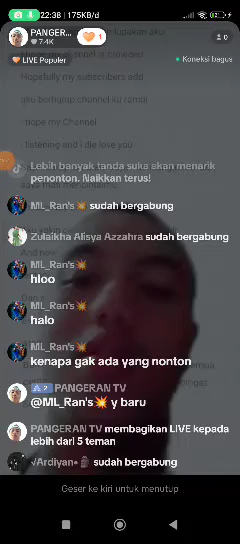 22:38 | 175KB/d
PANGER...
7.4K
1
0
LIVE Populer
Koneksi bagus
Hopefully my subscribers add
aku berharap channel ku ramai
i hope my Channel
listening and i die love you
Lebih banyak tanda suka akan menarik
penonton. Naikkan terus!
ML_Ran's💥 sudah bergabung
Zulaikha Alisya Azzahra sudah bergabung
ML_Ran's💥
hloo
ML_Ran's💥
halo
ML_Ran's💥
kenapa gak ada yang nonton
2 PANGERAN TV
@ML_Ran's💥 y baru
PANGERAN TV membagikan LIVE kepada
lebih dari 5 teman
√Ardiyan•🗿 sudah bergabung
Geser ke kiri untuk menutup